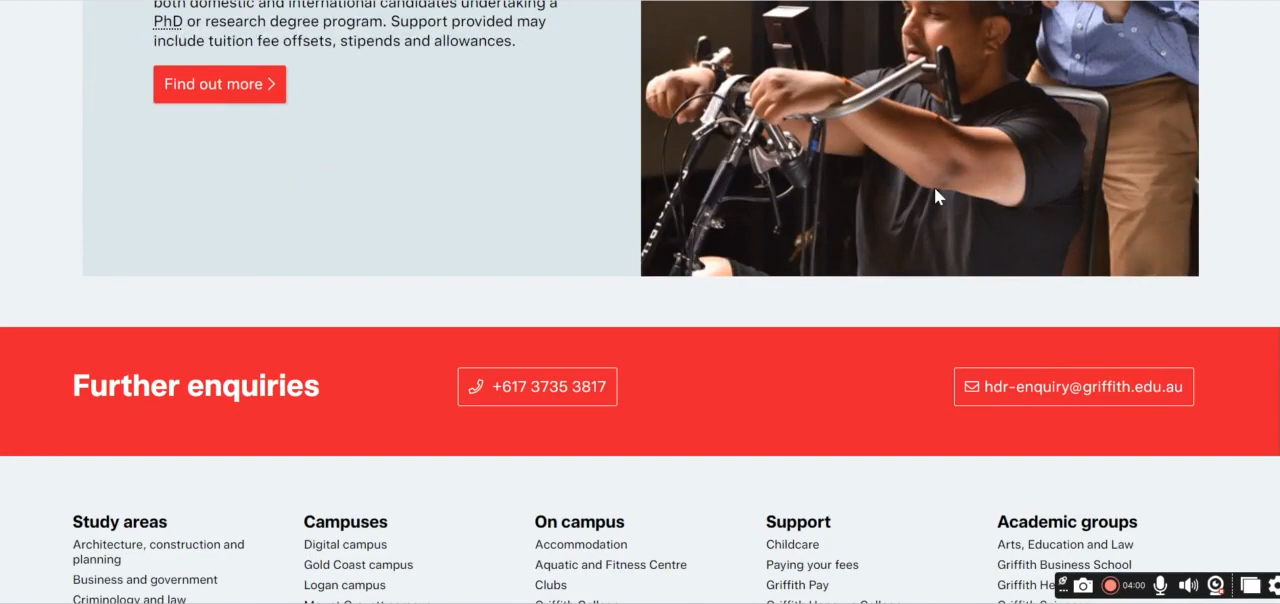 both domestic and international candidates undertaking a
PhD or research degree program. Support provided may
include tuition fee offsets, stipends and allowances.
Find out more
Further enquiries
+617 3735 3817
hdr-enquiry@griffith.edu.au
Study areas
Architecture, construction and
planning
Business and government
Criminology and law
Campuses
Digital campus
Gold Coast campus
Logan campus
On campus
Accommodation
Aquatic and Fitness Centre
Clubs
Griffith College
Support
Childcare
Paying your fees
Griffith Pay
Academic groups
Arts, Education and Law
Griffith Business School
Griffith He
04:00